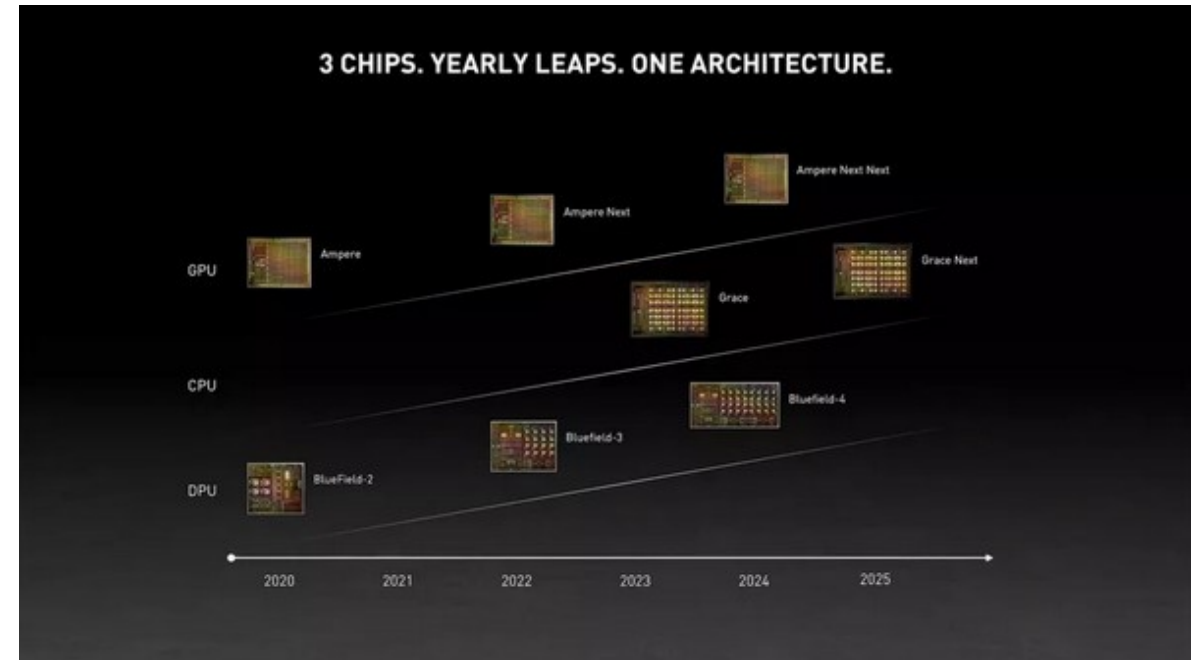 3 CHIPS. YEARLY LEAPS. ONE ARCHITECTURE.
Ampere Next Next
Ampere Next
Ampere
GPU
Grace Next
Grace
CPU
Bluefield-4
Bluefield-3
BlueField-2
DPU
2020 2021 2022 2023 2024 2025